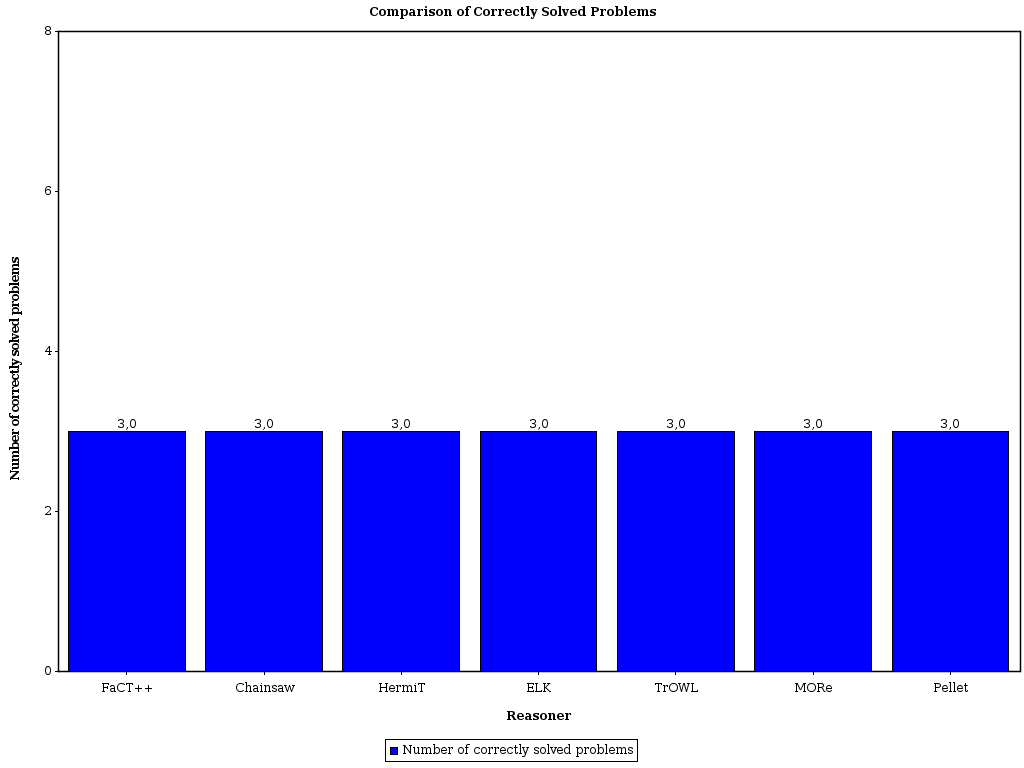 Comparison of Correctly Solved Problems
8
6
4
2
0
Number of correctly solved problems
3,0 3,0 3,0 3,0 3,0 3,0 3,0
FaCT++ Chainsaw HermiT ELK TrOWL MORe Pellet
Reasoner
Number of correctly solved problems